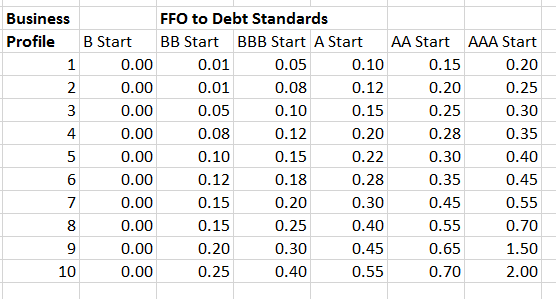 Business FFO to Debt Standards
Profile B Start BB Start BBB Start A Start AA Start AAA Start
1 0.00 0.01 0.05 0.10 0.15 0.20
2 0.00 0.01 0.08 0.12 0.20 0.25
3 0.00 0.05 0.10 0.15 0.25 0.30
4 0.00 0.08 0.12 0.20 0.28 0.35
5 0.00 0.10 0.15 0.22 0.30 0.40
6 0.00 0.12 0.18 0.28 0.35 0.45
7 0.00 0.15 0.20 0.30 0.45 0.55
8 0.00 0.15 0.25 0.40 0.55 0.70
9 0.00 0.20 0.30 0.45 0.65 1.50
10 0.00 0.25 0.40 0.55 0.70 2.00